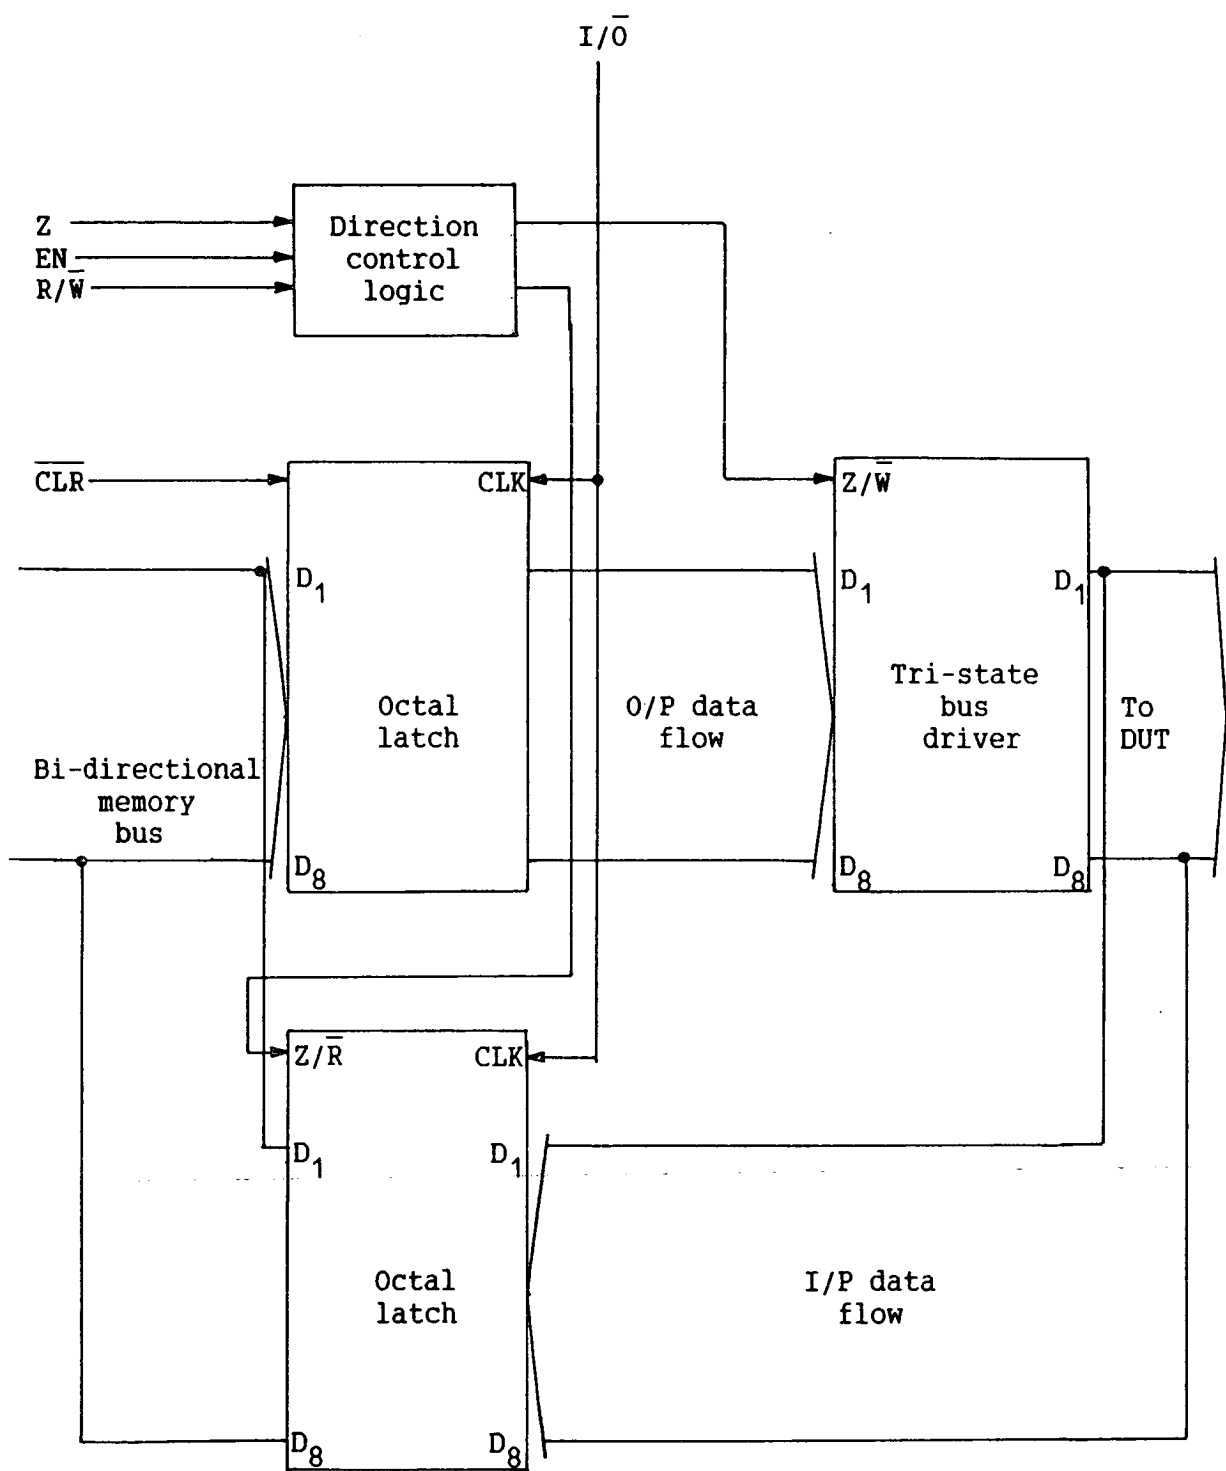 I/O̅
Z
EN
R/W̅
Direction
control
logic
C̅L̅R̅
CLK
Z/W̅
D₁
D₁
D₁
Octal
latch
O/P data
flow
Tri-state
bus
driver
To
DUT
Bi-directional
memory
bus
D₈
D₈
D₈
Z/R̅
CLK
D₁
D₁
Octal
latch
I/P data
flow
D₈
D₈